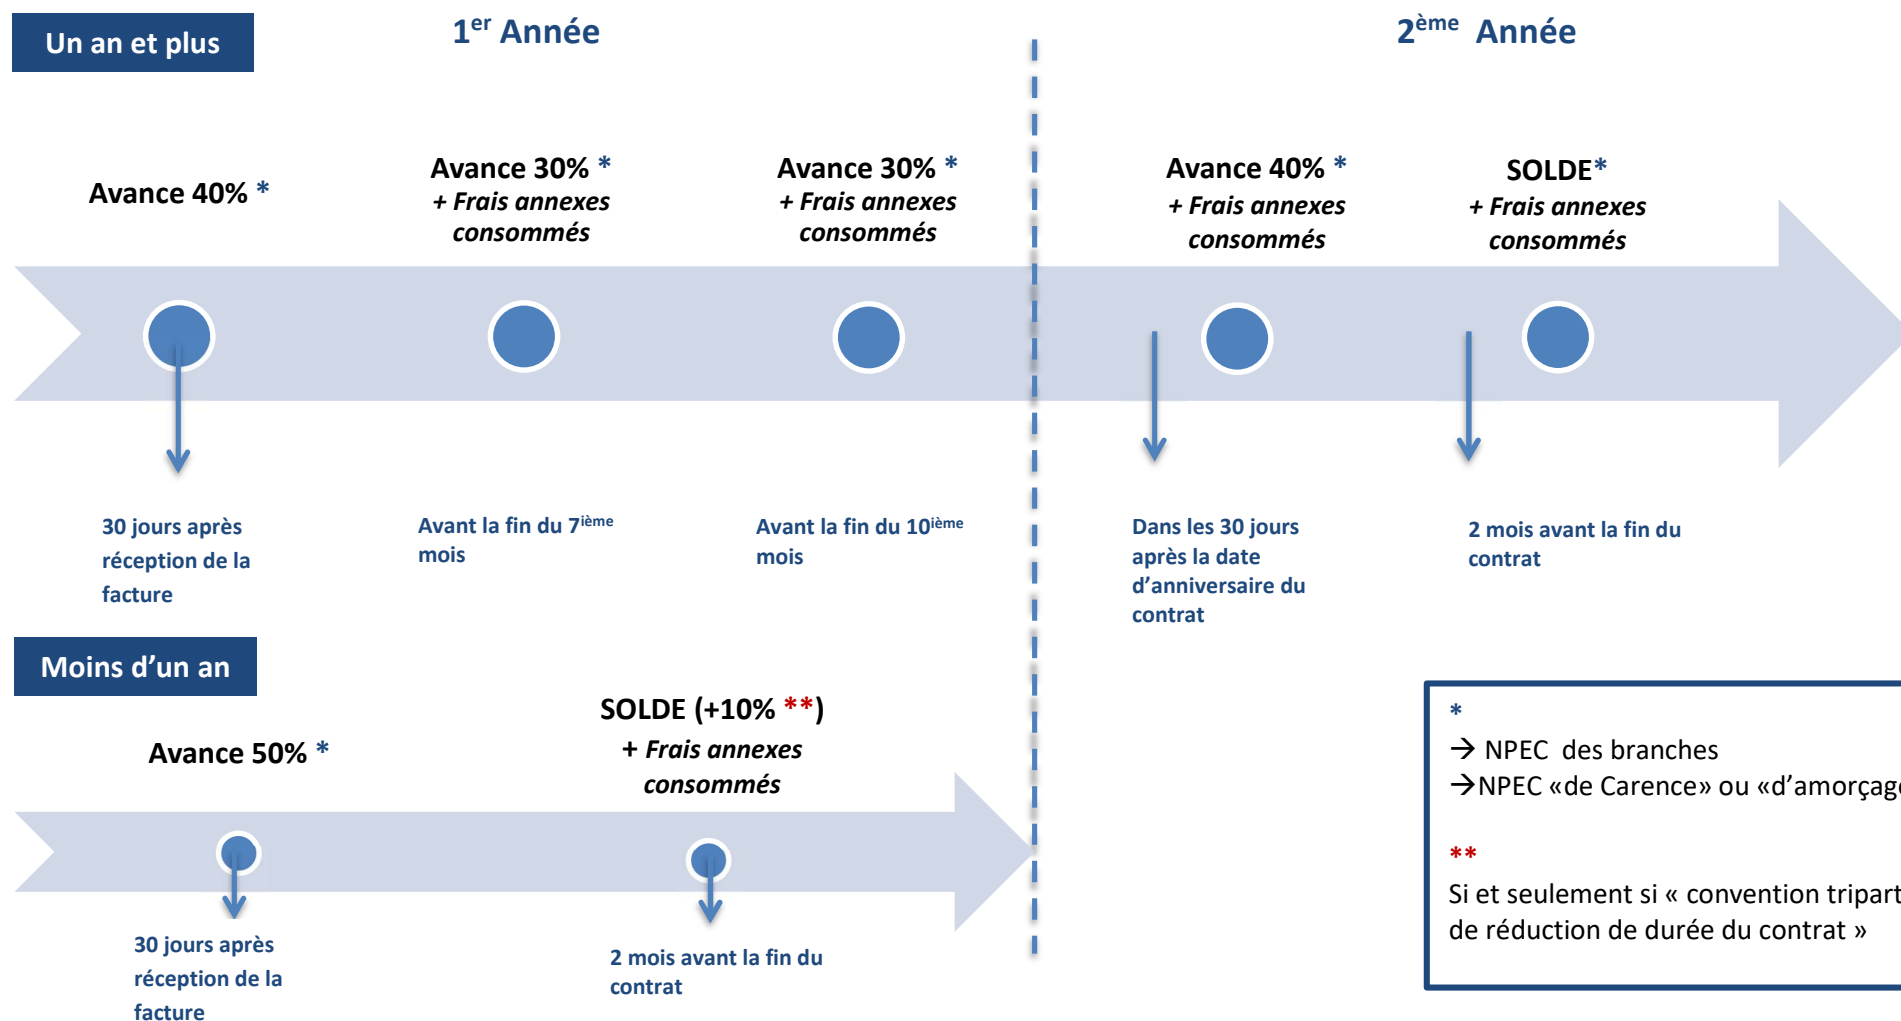 Un an et plus
1er Année
2ème Année
Avance 40% *
Avance 30% *
+ Frais annexes
consommés
Avance 30% *
+ Frais annexes
consommés
Avance 40% *
+ Frais annexes
consommés
SOLDE*
+ Frais annexes
consommés
30 jours après
réception de la
facture
Avant la fin du 7ième
mois
Avant la fin du 10ième
mois
Dans les 30 jours
après la date
d’anniversaire du
contrat
2 mois avant la fin du
contrat
Moins d’un an
Avance 50% *
SOLDE (+10% **)
+ Frais annexes
consommés
30 jours après
réception de la
facture
2 mois avant la fin du
contrat
*
→ NPEC des branches
→NPEC «de Carence» ou «d’amorçage
**
Si et seulement si « convention tripart
de réduction de durée du contrat »